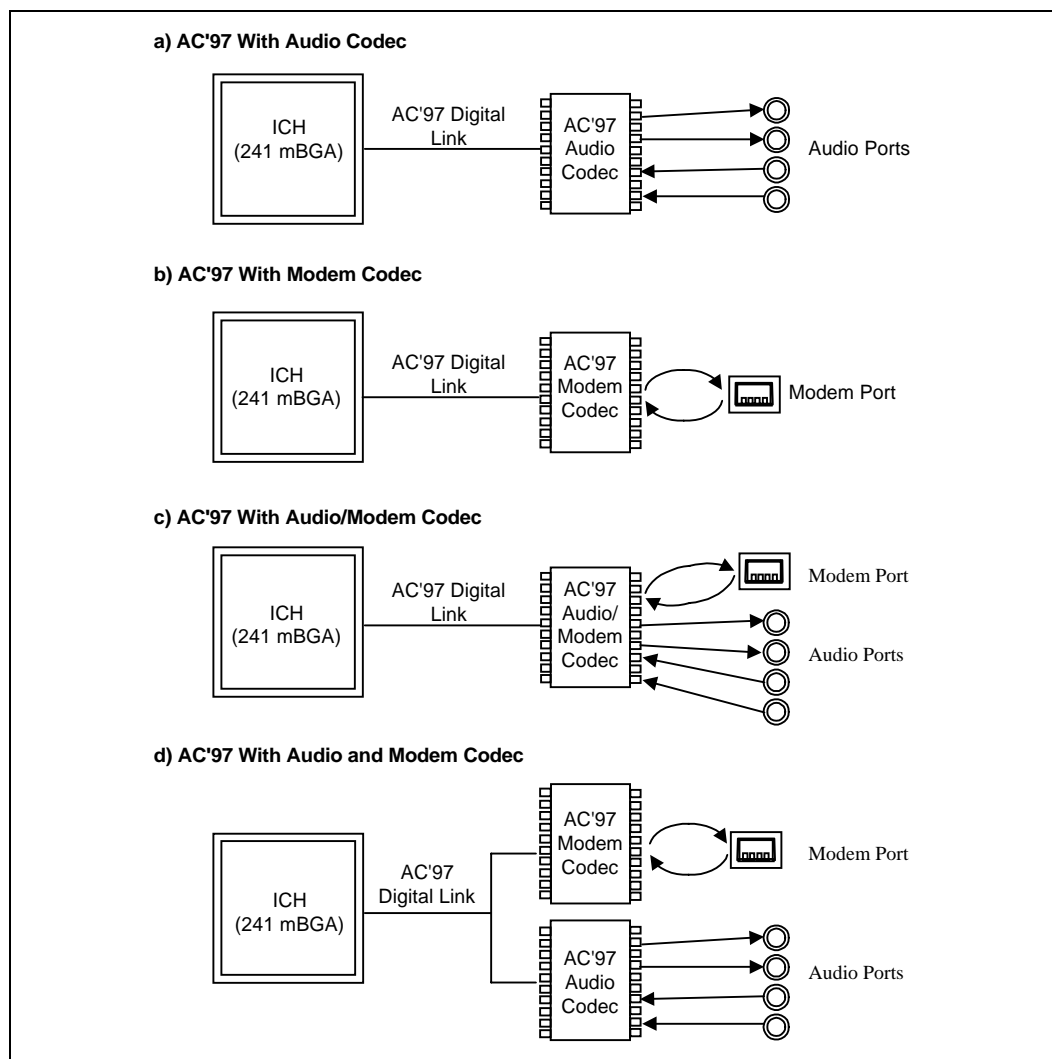 a) AC'97 With Audio Codec
ICH
(241 mBGA)
AC'97 Digital
Link
AC'97
Audio
Codec
Audio Ports
b) AC'97 With Modem Codec
ICH
(241 mBGA)
AC'97 Digital
Link
AC'97
Modem
Codec
Modem Port
c) AC'97 With Audio/Modem Codec
ICH
(241 mBGA)
AC'97 Digital
Link
AC'97
Audio/
Modem
Codec
Modem Port
Audio Ports
d) AC'97 With Audio and Modem Codec
ICH
(241 mBGA)
AC'97
Digital Link
AC'97
Modem
Codec
Modem Port
AC'97
Audio
Codec
Audio Ports